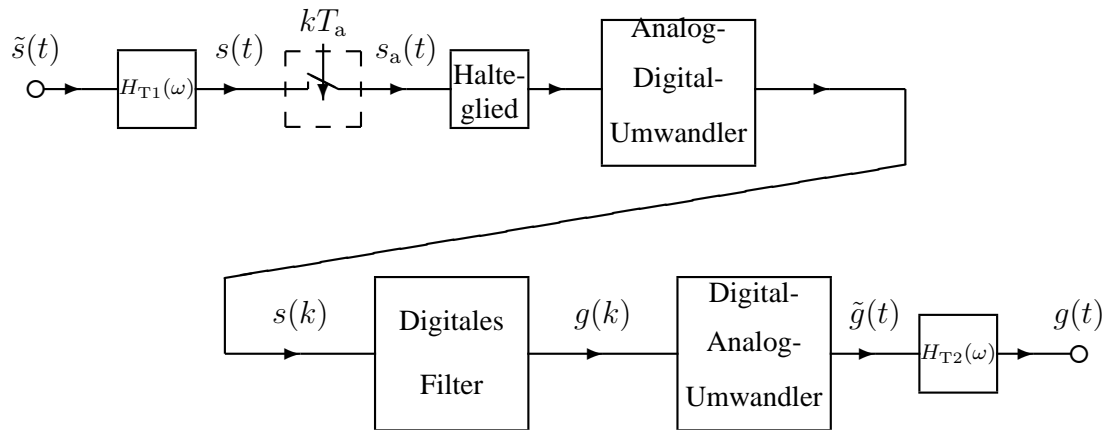 s̃(t)
H_T1(ω)
s(t)
kT_a
s_a(t)
Halte-
glied
Analog-
Digital-
Umwandler
s(k)
Digitales
Filter
g(k)
Digital-
Analog-
Umwandler
g̃(t)
H_T2(ω)
g(t)